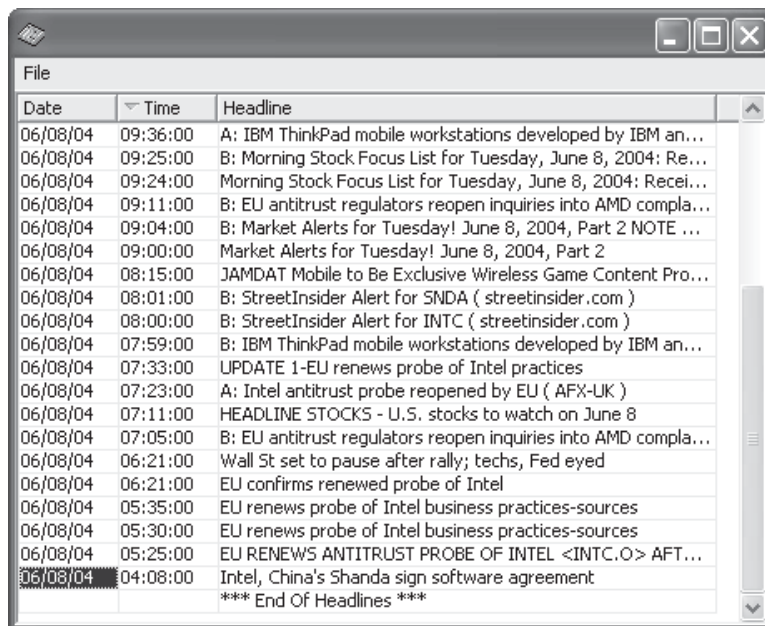 File
Date Time Headline
06/08/04 09:36:00 A: IBM ThinkPad mobile workstations developed by IBM an...
06/08/04 09:25:00 B: Morning Stock Focus List for Tuesday, June 8, 2004: Re...
06/08/04 09:24:00 Morning Stock Focus List for Tuesday, June 8, 2004: Recei...
06/08/04 09:11:00 B: EU antitrust regulators reopen inquiries into AMD compla...
06/08/04 09:04:00 B: Market Alerts for Tuesday! June 8, 2004, Part 2 NOTE ...
06/08/04 09:00:00 Market Alerts for Tuesday! June 8, 2004, Part 2
06/08/04 08:15:00 JAMDAT Mobile to Be Exclusive Wireless Game Content Pro...
06/08/04 08:01:00 B: StreetInsider Alert for SNDA ( streetinsider.com )
06/08/04 08:00:00 B: StreetInsider Alert for INTC ( streetinsider.com )
06/08/04 07:59:00 B: IBM ThinkPad mobile workstations developed by IBM an...
06/08/04 07:33:00 UPDATE 1-EU renews probe of Intel practices
06/08/04 07:23:00 A: Intel antitrust probe reopened by EU ( AFX-UK )
06/08/04 07:11:00 HEADLINE STOCKS - U.S. stocks to watch on June 8
06/08/04 07:05:00 B: EU antitrust regulators reopen inquiries into AMD compla...
06/08/04 06:21:00 Wall St set to pause after rally; techs, Fed eyed
06/08/04 06:21:00 EU confirms renewed probe of Intel
06/08/04 05:35:00 EU renews probe of Intel business practices-sources
06/08/04 05:30:00 EU renews probe of Intel business practices-sources
06/08/04 05:25:00 EU RENEWS ANTITRUST PROBE OF INTEL <INTC.O> AFT...
06/08/04 04:08:00 Intel, China's Shanda sign software agreement
*** End Of Headlines ***